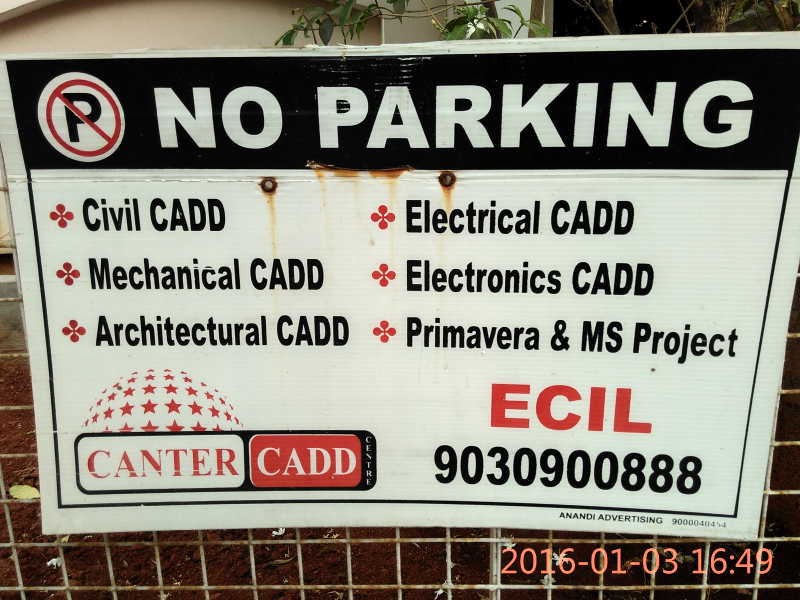 P NO PARKING
Civil CADD
Electrical CADD
Mechanical CADD
Electronics CADD
Architectural CADD
Primavera & MS Project
ECIL
CANTER CADD CENTRE
9030900888
ANANDI ADVERTISING 9000040454
2016-01-03 16:49